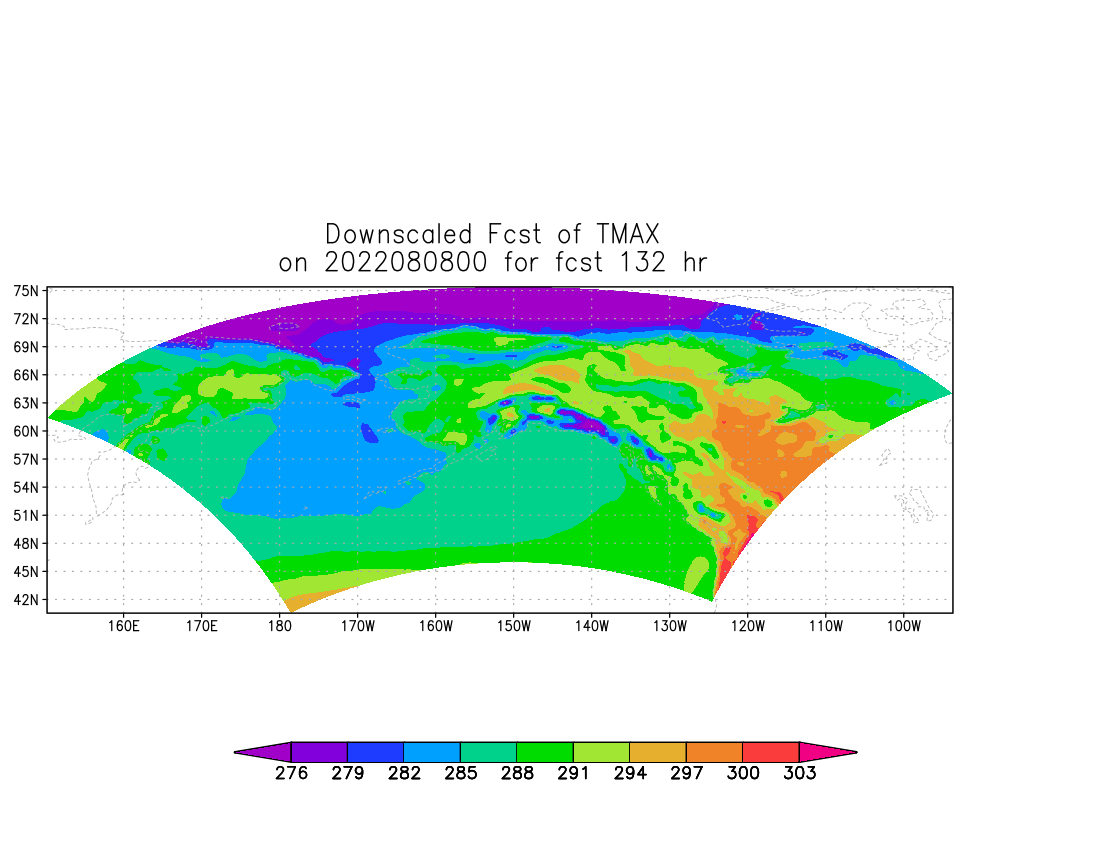 Downscaled Fcst of TMAX
on 2022080800 for fcst 132 hr
75N
72N
69N
66N
63N
60N
57N
54N
51N
48N
45N
42N
160E 170E 180 170W 160W 150W 140W 130W 120W 110W 100W
276 279 282 285 288 291 294 297 300 303